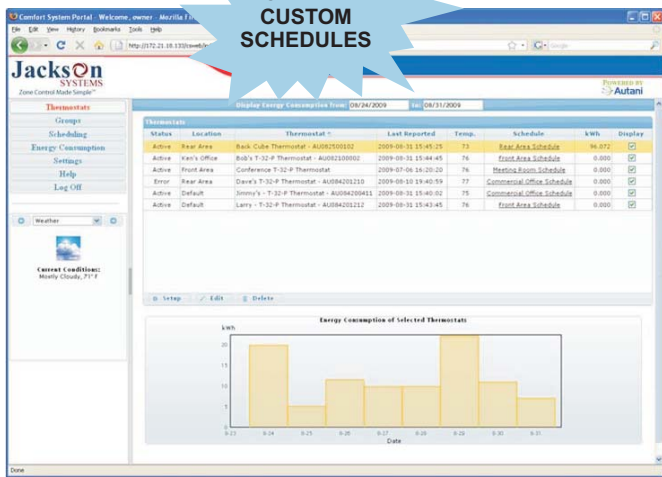 CUSTOM
SCHEDULES
Comfort System Portal - Welcome, owner - Mozilla
File Edit View History Bookmarks Tools Help
Jackson
SYSTEMS
Zone Control Made Simple™
POWERED BY
Autani
Thermostats
Groups
Scheduling
Energy Consumption
Settings
Help
Log Off
Weather
Current Conditions:
Mostly Cloudy, 71° F
Display Energy Consumption from: 08/24/2009 to: 08/31/2009
Thermostats
Status Location Thermostat Last Reported Temp. Schedule kWh Display
Active Rear Area Back Cube Thermostat - AU082500102 2009-08-31 15:45:25 73 Rear Area Schedule 96.072
Active Ken's Office Bob's T-32-P Thermostat - AU082100002 2009-08-31 15:44:45 76 Front Area Schedule 0.000
Active Front Area Conference T-32-P Thermostat 2009-07-06 16:20:20 76 Meeting Room Schedule 0.000
Error Rear Area Dave's T-32-P Thermostat - AU084201210 2009-08-10 19:40:59 77 Commercial Office Schedule 0.000
Active Default Jimmy's - T-32-P Thermostat - AU084200411 2009-08-31 15:40:02 75 Commercial Office Schedule 0.000
Active Default Larry - T-32-P Thermostat - AU084201212 2009-08-31 15:43:45 76 Front Area Schedule 0.000
Setup Edit Delete
Energy Consumption of Selected Thermostats
kWh
20
15
10
5
0
8-23 8-24 8-25 8-26 8-27 8-28 8-29 8-30 8-31
Date
Done